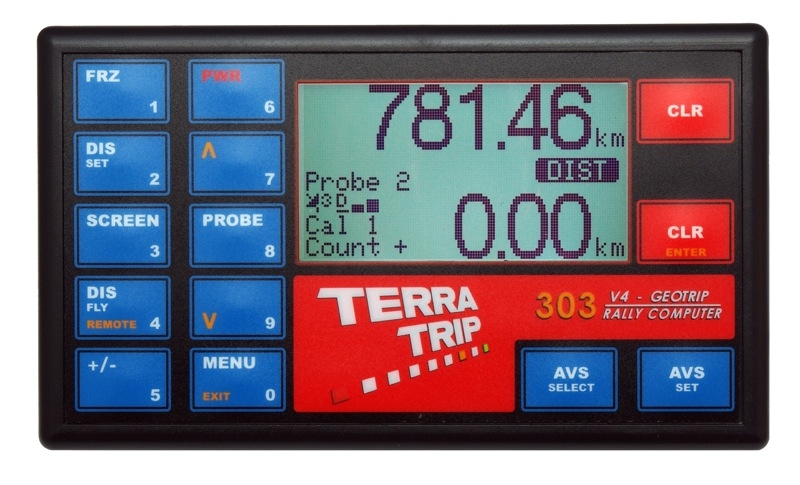 FRZ
1
PWR
6
DIS
SET
2
Λ
7
SCREEN
3
PROBE
8
DIS
FLY
REMOTE 4
V
9
+/-
5
MENU
EXIT 0
781.46 km
DIST
Probe 2
3D
Cal 1
Count +
0.00 km
CLR
CLR
ENTER
TERRA
TRIP
303
V4 - GEOTRIP
RALLY COMPUTER
AVS
SELECT
AVS
SET